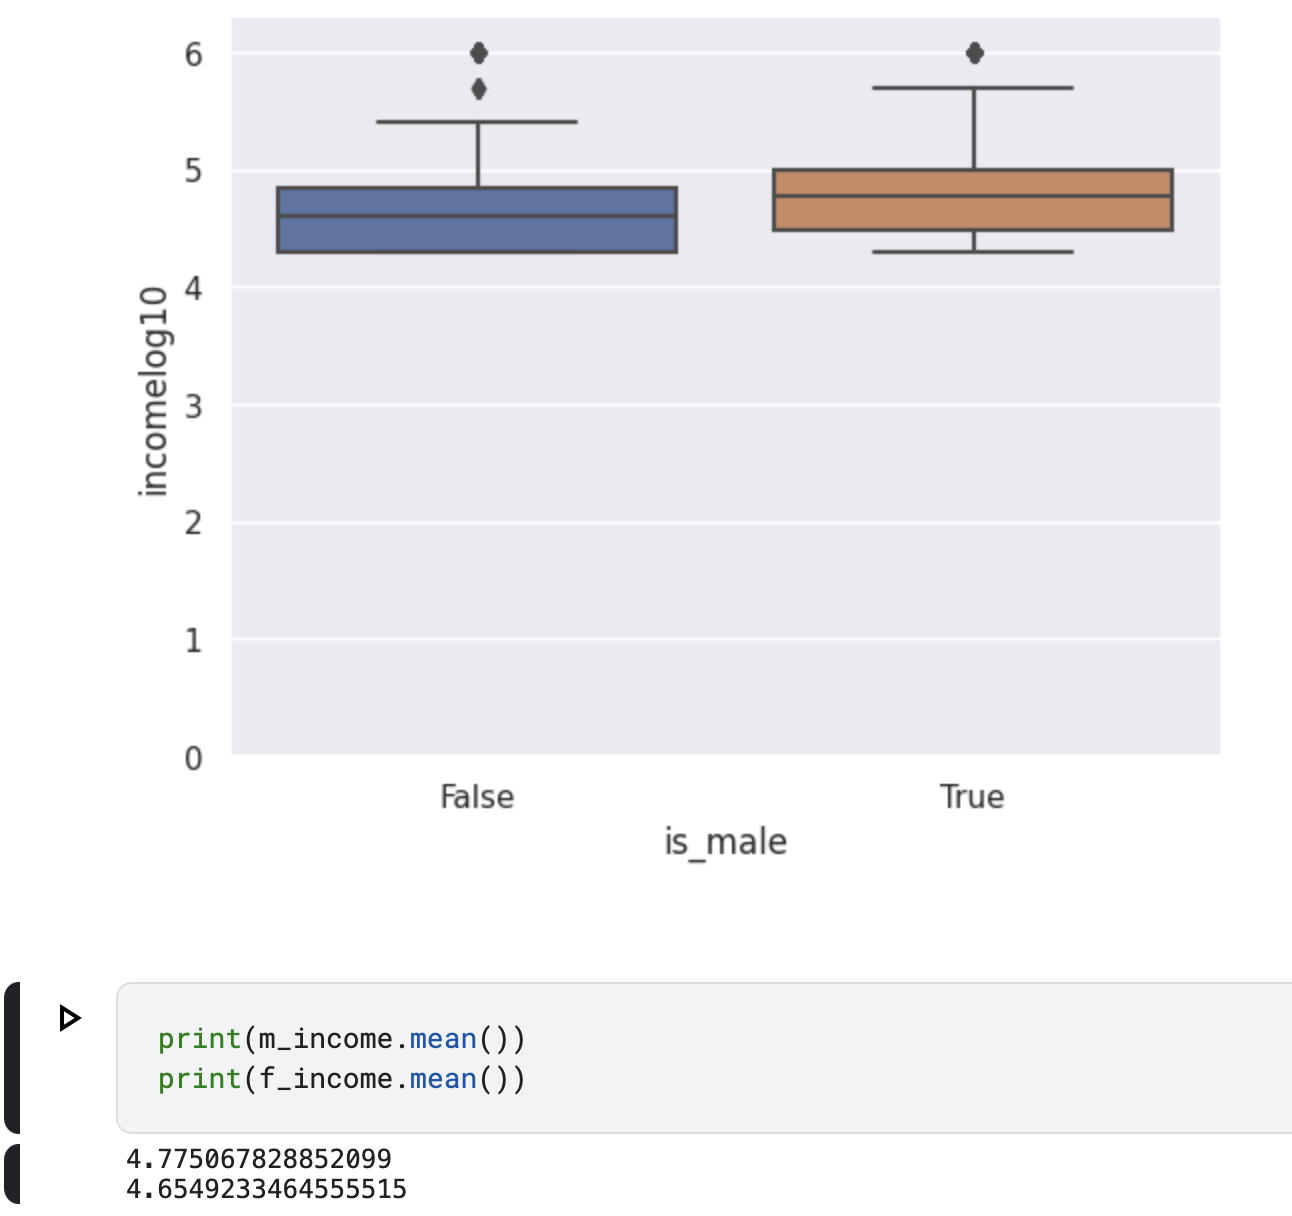 6
5
4
3
2
1
0
incomelog10
False True
is_male
print(m_income.mean())
print(f_income.mean())
4.775067828852099
4.6549233464555515